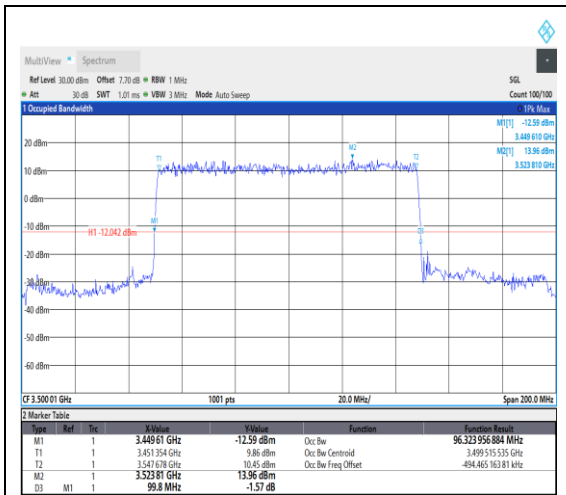 MultiView Spectrum
Ref Level 30.00 dBm Offset 7.70 dB RBW 1 MHz SGL
Att 30 dB SWT 1.01 ms VBW 3 MHz Mode Auto Sweep Count 100/100
1 Occupied Bandwidth 1Pk Max
M1[1] -12.59 dBm
3.449 610 GHz
M2[1] 13.96 dBm
3.523 810 GHz
20 dBm
M2
T1 T2
10 dBm
0 dBm
-10 dBm
M1
H1 -12.042 dBm
D3
-20 dBm
-30 dBm
-40 dBm
-50 dBm
-60 dBm
CF 3.500 01 GHz 1001 pts 20.0 MHz/ Span 200.0 MHz
2 Marker Table
Type Ref Trc X-Value Y-Value Function Function Result
M1 1 3.449 61 GHz -12.59 dBm Occ Bw 96.323 956 884 MHz
T1 1 3.451 354 GHz 9.86 dBm Occ Bw Centroid 3.499 515 535 GHz
T2 1 3.547 678 GHz 10.45 dBm Occ Bw Freq Offset -494.465 163 81 kHz
M2 1 3.523 81 GHz 13.96 dBm
D3 M1 1 99.8 MHz -1.57 dB